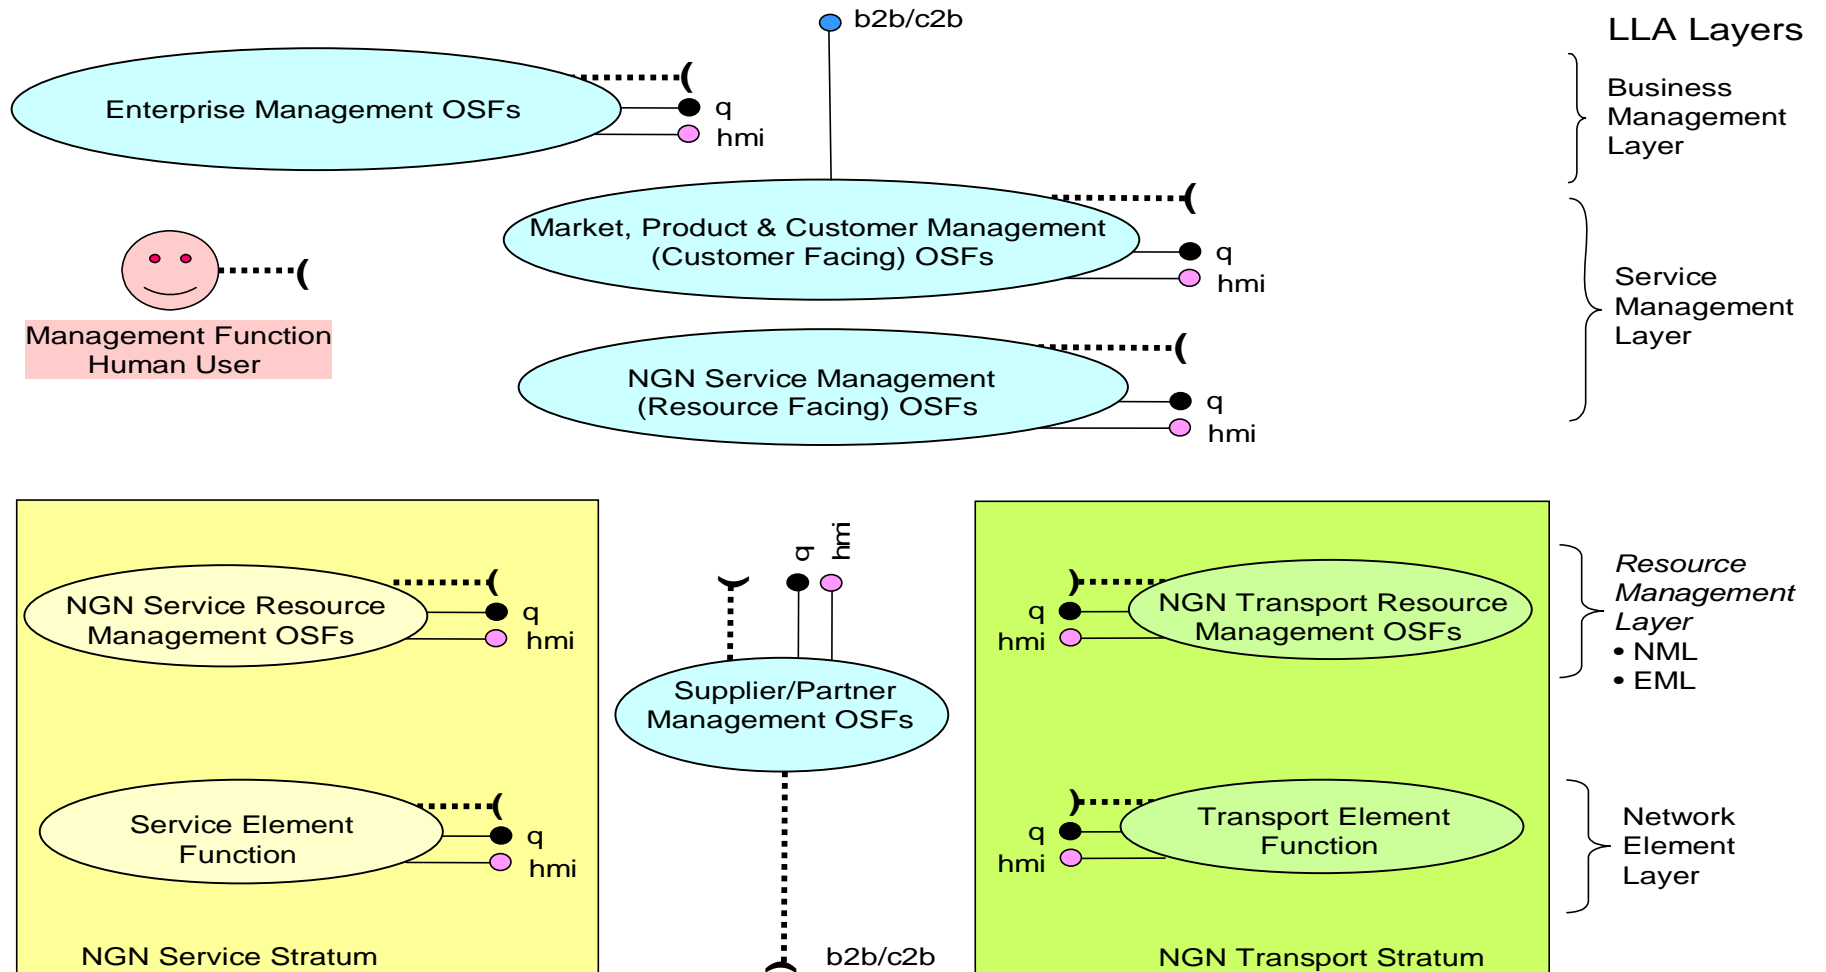 b2b/c2b
LLA Layers
Enterprise Management OSFs
q
hmi
Business
Management
Layer
Market, Product & Customer Management
(Customer Facing) OSFs
q
hmi
Management Function
Human User
Service
Management
Layer
NGN Service Management
(Resource Facing) OSFs
q
hmi
NGN Service Resource
Management OSFs
q
hmi
q
hmi
Supplier/Partner
Management OSFs
q
hmi
NGN Transport Resource
Management OSFs
Resource
Management
Layer
• NML
• EML
Service Element
Function
q
hmi
q
hmi
Transport Element
Function
Network
Element
Layer
NGN Service Stratum
b2b/c2b
NGN Transport Stratum